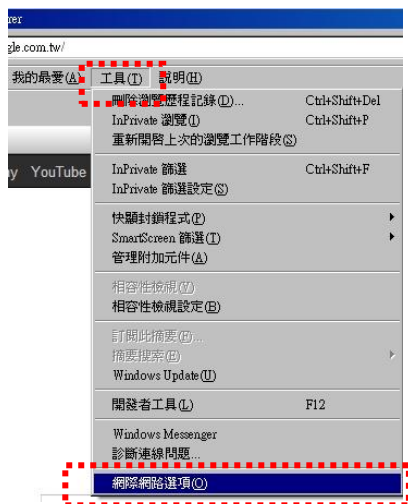 rer
gle.com.tw/
我的最愛(A) 工具(T) 說明(H)
刪除瀏覽歷程記錄(D)... Ctrl+Shift+Del
InPrivate 瀏覽(I) Ctrl+Shift+P
重新開啓上次的瀏覽工作階段(S)
y YouTube
InPrivate 篩選 Ctrl+Shift+F
InPrivate 篩選設定(S)
快顯封鎖程式(P)
SmartScreen 篩選(T)
管理附加元件(A)
相容性檢視(V)
相容性檢視設定(B)
訂閱此摘要(F)...
摘要搜索(E)
Windows Update(U)
開發者工具(L) F12
Windows Messenger
診斷連線問題...
網際網路選項(O)